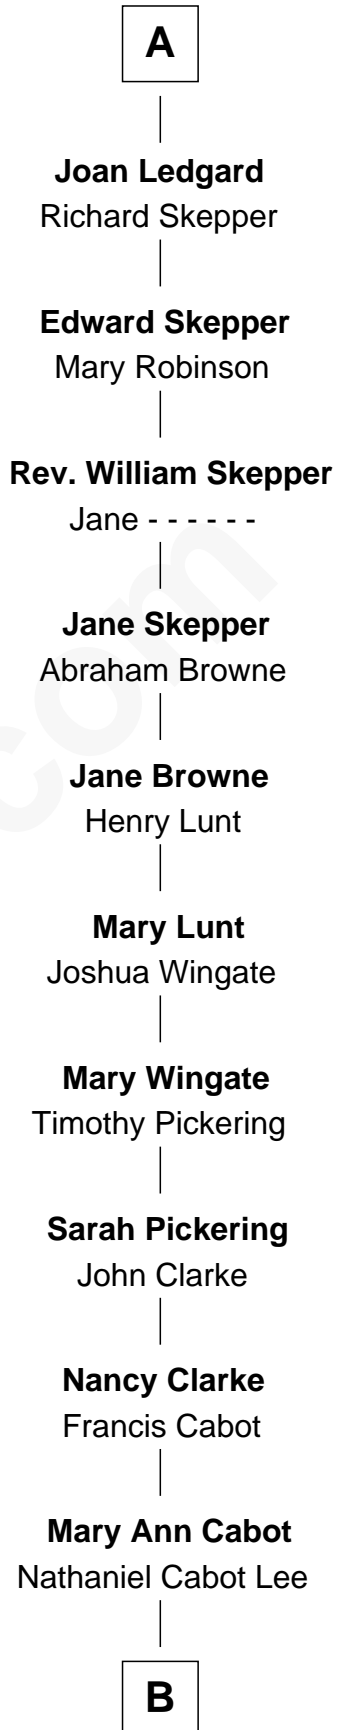 A
Joan Ledgard
Richard Skepper
Edward Skepper
Mary Robinson
Rev. William Skepper
Jane - - - - - -
Jane Skepper
Abraham Browne
Jane Browne
Henry Lunt
Mary Lunt
Joshua Wingate
Mary Wingate
Timothy Pickering
Sarah Pickering
John Clarke
Nancy Clarke
Francis Cabot
Mary Ann Cabot
Nathaniel Cabot Lee
B